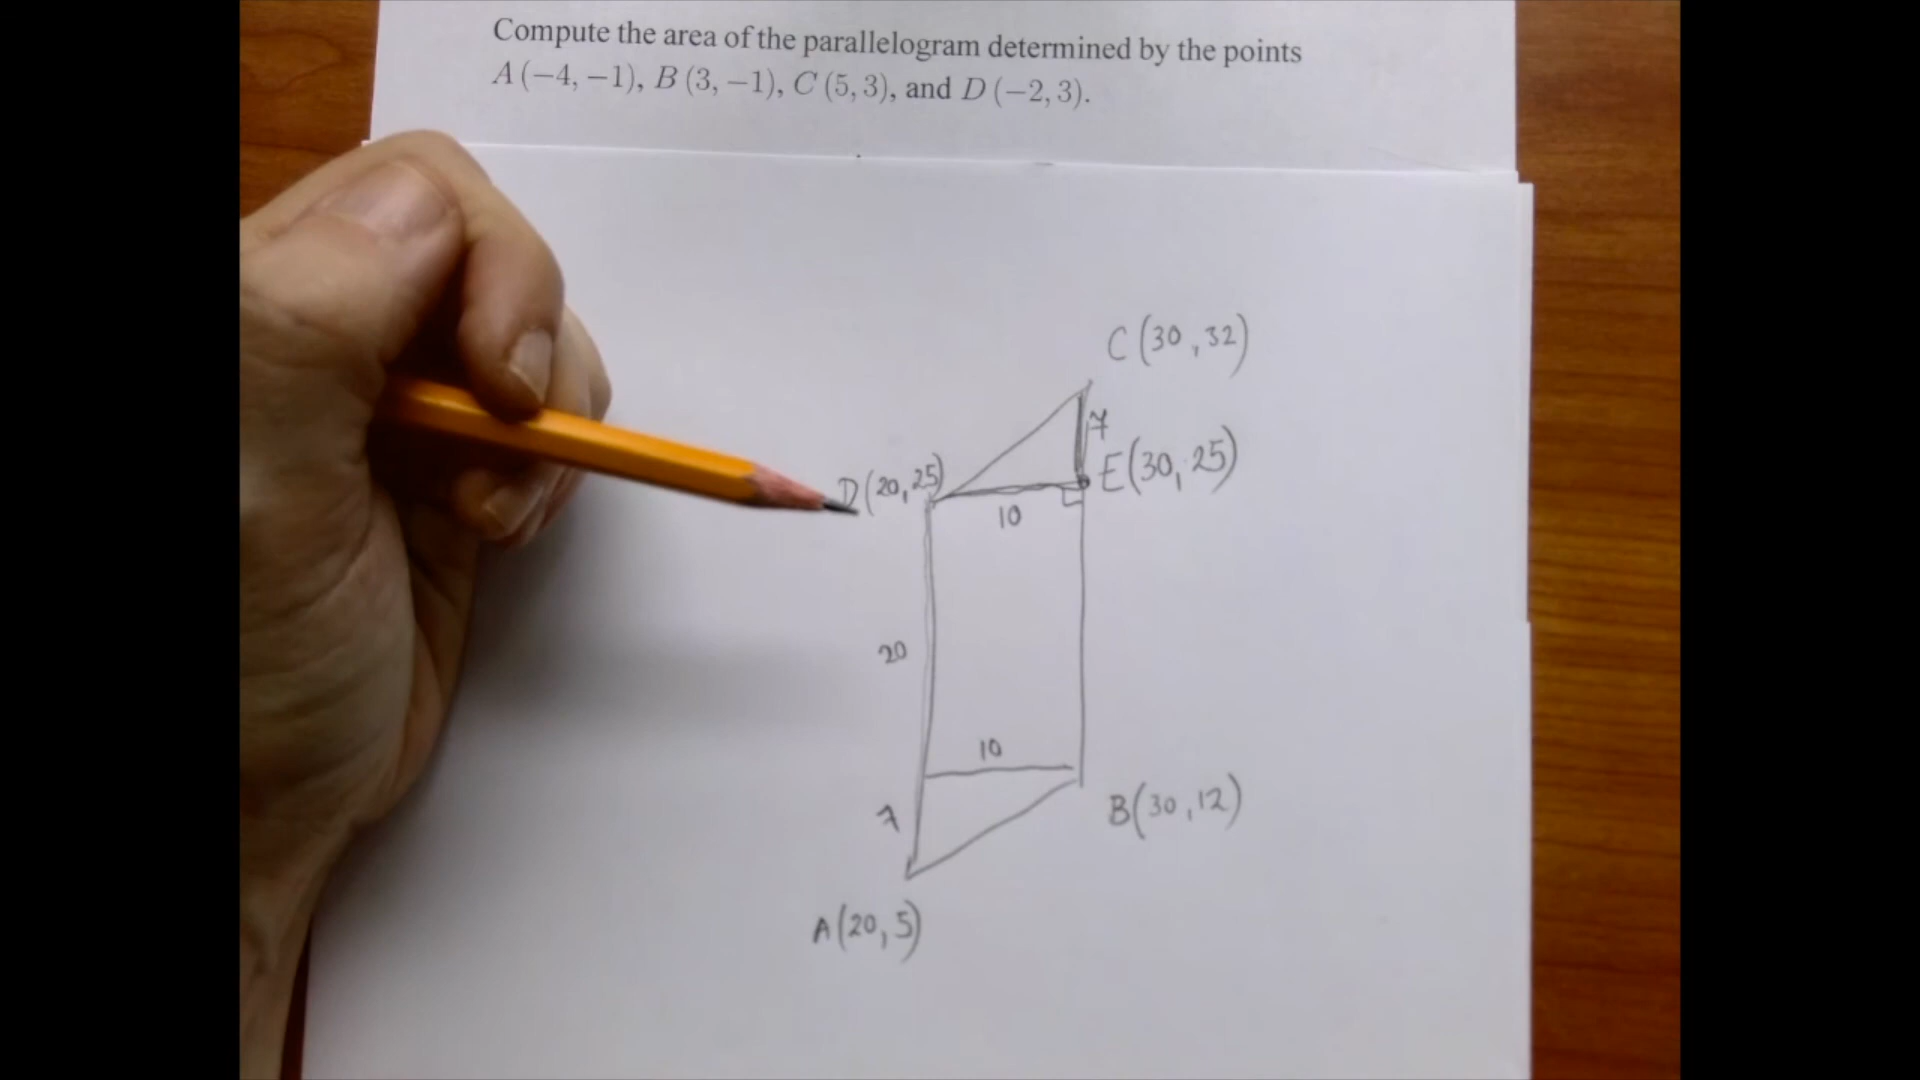 Compute the area of the parallelogram determined by the points
A (−4, −1), B (3, −1), C (5, 3), and D (−2, 3).
C (30, 32)
7
D (20, 25)
E (30, 25)
10
20
10
7
B (30, 12)
A (20, 5)